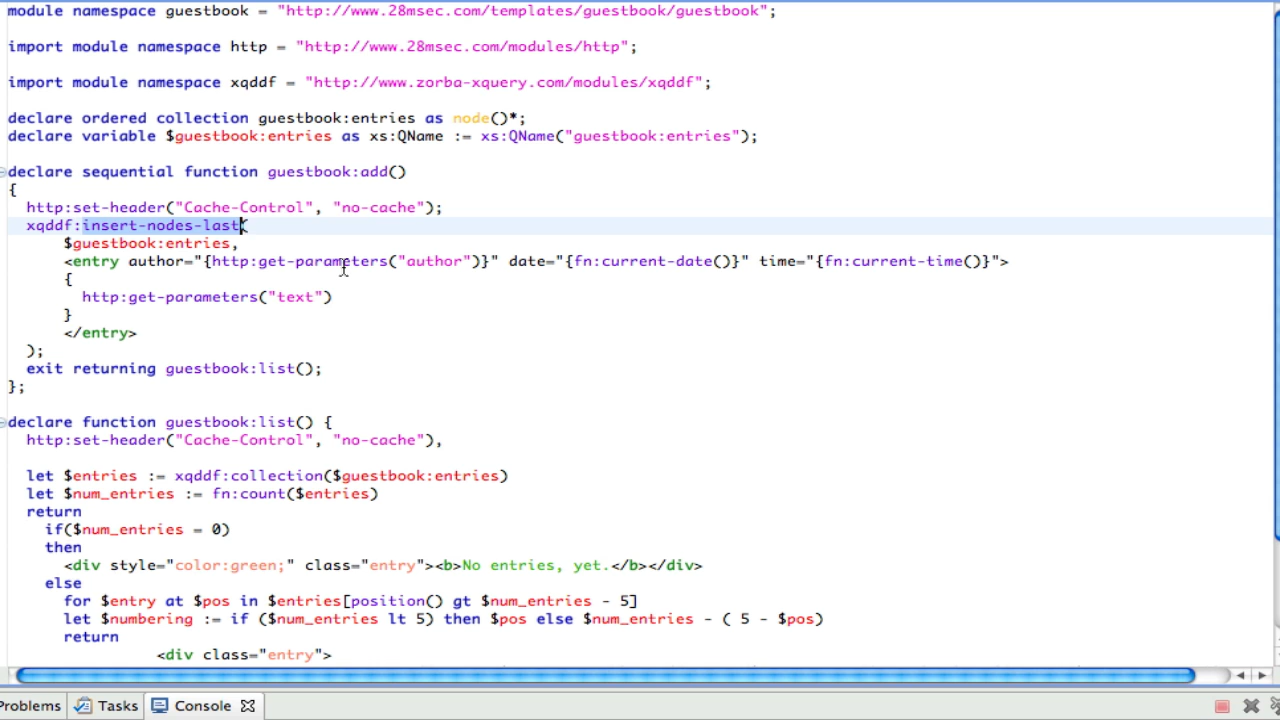 module namespace guestbook = "http://www.28msec.com/templates/guestbook/guestbook";
import module namespace http = "http://www.28msec.com/modules/http";
import module namespace xqddf = "http://www.zorba-xquery.com/modules/xqddf";
declare ordered collection guestbook:entries as node()*;
declare variable $guestbook:entries as xs:QName := xs:QName("guestbook:entries");
declare sequential function guestbook:add()
{
http:set-header("Cache-Control", "no-cache");
xqddf:insert-nodes-last(
$guestbook:entries,
<entry author="{http:get-parameters("author")}" date="{fn:current-date()}" time="{fn:current-time()}">
{
http:get-parameters("text")
}
</entry>
);
exit returning guestbook:list();
};
declare function guestbook:list() {
http:set-header("Cache-Control", "no-cache"),
let $entries := xqddf:collection($guestbook:entries)
let $num_entries := fn:count($entries)
return
if($num_entries = 0)
then
<div style="color:green;" class="entry"><b>No entries, yet.</b></div>
else
for $entry at $pos in $entries[position() gt $num_entries - 5]
let $numbering := if ($num_entries lt 5) then $pos else $num_entries - ( 5 - $pos)
return
<div class="entry">
Problems Tasks Console